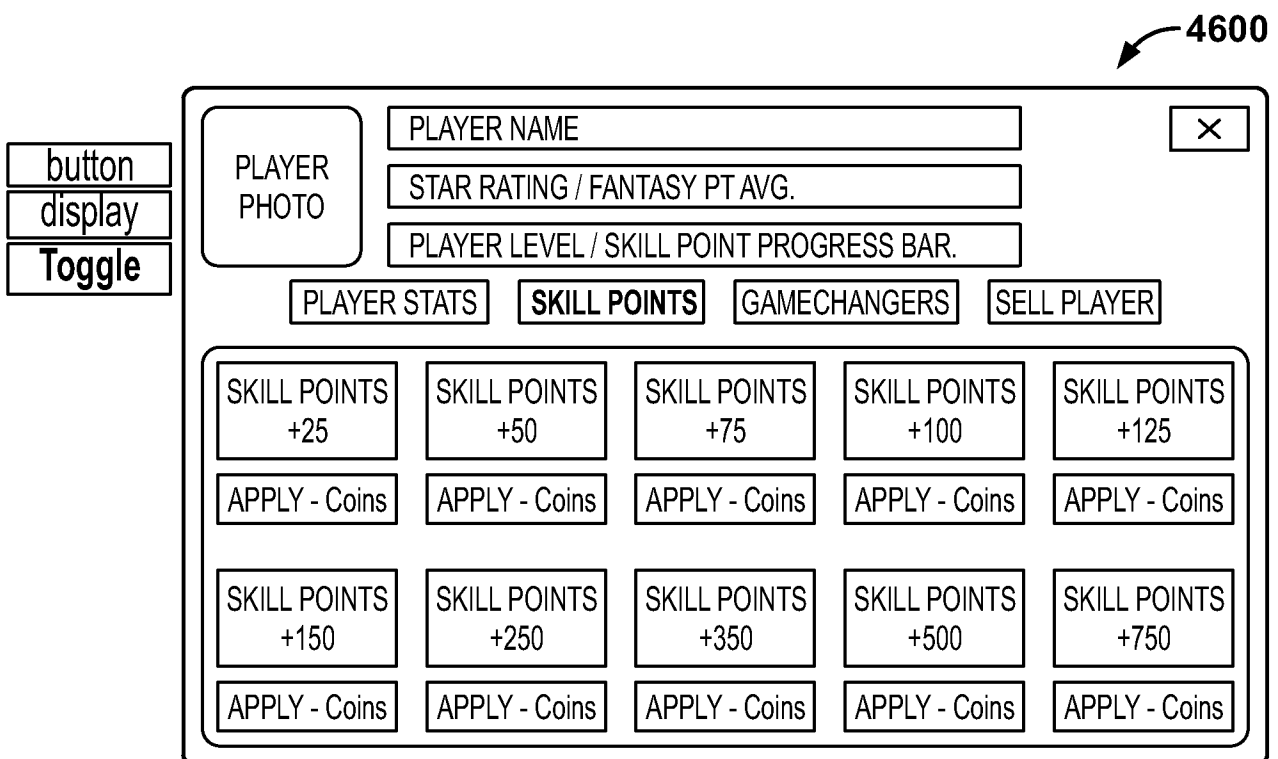 4600
button
display
Toggle
PLAYER
PHOTO
PLAYER NAME
×
STAR RATING / FANTASY PT AVG.
PLAYER LEVEL / SKILL POINT PROGRESS BAR.
PLAYER STATS SKILL POINTS GAMECHANGERS SELL PLAYER
SKILL POINTS SKILL POINTS SKILL POINTS SKILL POINTS SKILL POINTS
+25 +50 +75 +100 +125
APPLY - Coins APPLY - Coins APPLY - Coins APPLY - Coins APPLY - Coins
SKILL POINTS SKILL POINTS SKILL POINTS SKILL POINTS SKILL POINTS
+150 +250 +350 +500 +750
APPLY - Coins APPLY - Coins APPLY - Coins APPLY - Coins APPLY - Coins